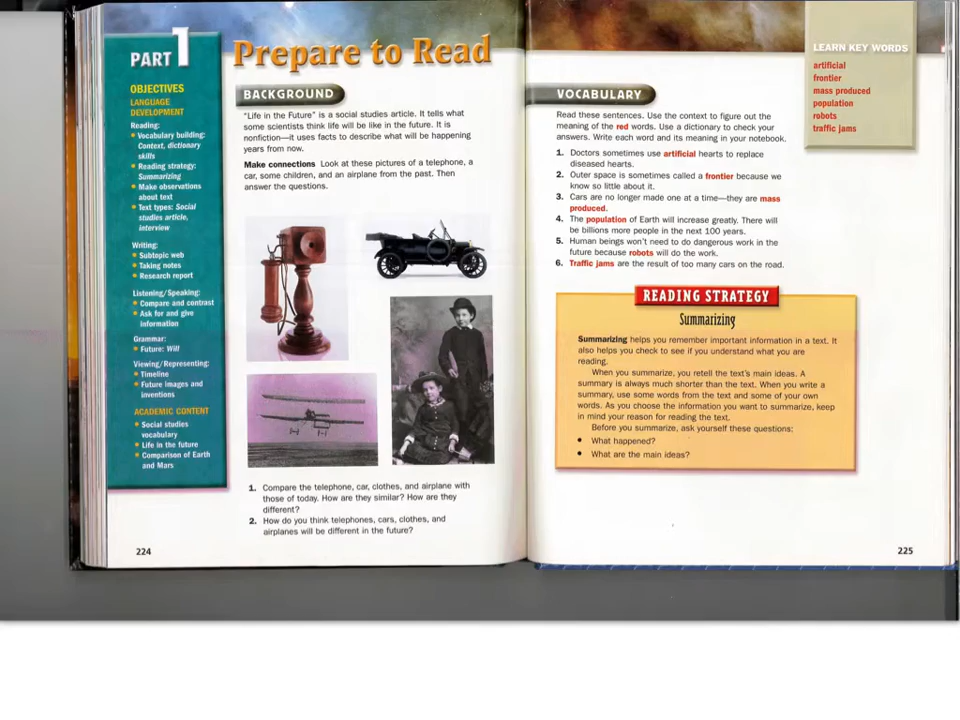 PART 1
OBJECTIVES
LANGUAGE
DEVELOPMENT
Reading:
• Vocabulary building:
Context, dictionary
skills
• Reading strategy:
Summarizing
• Make observations
about text
• Text types: Social
studies article,
interview
Writing:
• Subtopic web
• Taking notes
• Research report
Listening/Speaking:
• Compare and contrast
• Ask for and give
information
Grammar:
• Future: Will
Viewing/Representing:
• Timeline
• Future images and
inventions
ACADEMIC CONTENT
• Social studies
vocabulary
• Life in the future
• Comparison of Earth
and Mars
Prepare to Read
BACKGROUND
"Life in the Future" is a social studies article. It tells what
some scientists think life will be like in the future. It is
nonfiction—it uses facts to describe what will be happening
years from now.
Make connections Look at these pictures of a telephone, a
car, some children, and an airplane from the past. Then
answer the questions.
1. Compare the telephone, car, clothes, and airplane with
those of today. How are they similar? How are they
different?
2. How do you think telephones, cars, clothes, and
airplanes will be different in the future?
224
VOCABULARY
Read these sentences. Use the context to figure out the
meaning of the red words. Use a dictionary to check your
answers. Write each word and its meaning in your notebook.
1. Doctors sometimes use artificial hearts to replace
diseased hearts.
2. Outer space is sometimes called a frontier because we
know so little about it.
3. Cars are no longer made one at a time—they are mass
produced.
4. The population of Earth will increase greatly. There will
be billions more people in the next 100 years.
5. Human beings won't need to do dangerous work in the
future because robots will do the work.
6. Traffic jams are the result of too many cars on the road.
LEARN KEY WORDS
artificial
frontier
mass produced
population
robots
traffic jams
READING STRATEGY
Summarizing
Summarizing helps you remember important information in a text. It
also helps you check to see if you understand what you are
reading.
When you summarize, you retell the text's main ideas. A
summary is always much shorter than the text. When you write a
summary, use some words from the text and some of your own
words. As you choose the information you want to summarize, keep
in mind your reason for reading the text.
Before you summarize, ask yourself these questions:
• What happened?
• What are the main ideas?
225